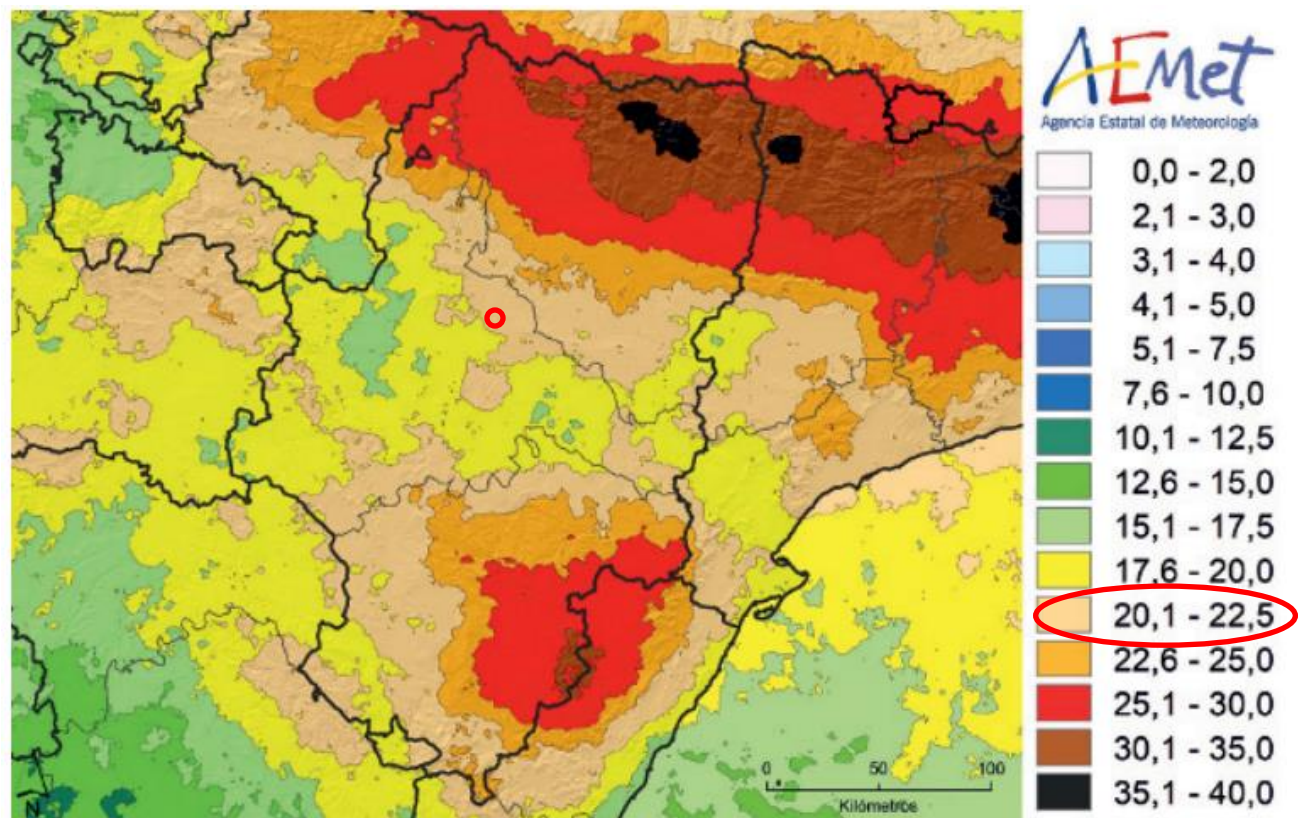 AEMet
Agencia Estatal de Meteorología
0,0 - 2,0
2,1 - 3,0
3,1 - 4,0
4,1 - 5,0
5,1 - 7,5
7,6 - 10,0
10,1 - 12,5
12,6 - 15,0
15,1 - 17,5
17,6 - 20,0
20,1 - 22,5
22,6 - 25,0
25,1 - 30,0
30,1 - 35,0
35,1 - 40,0
0 50 100
Kilómetros
N